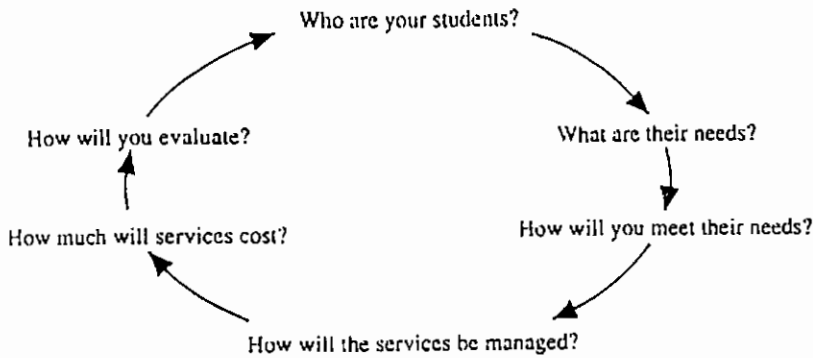 Who are your students?
What are their needs?
How will you meet their needs?
How will the services be managed?
How much will services cost?
How will you evaluate?